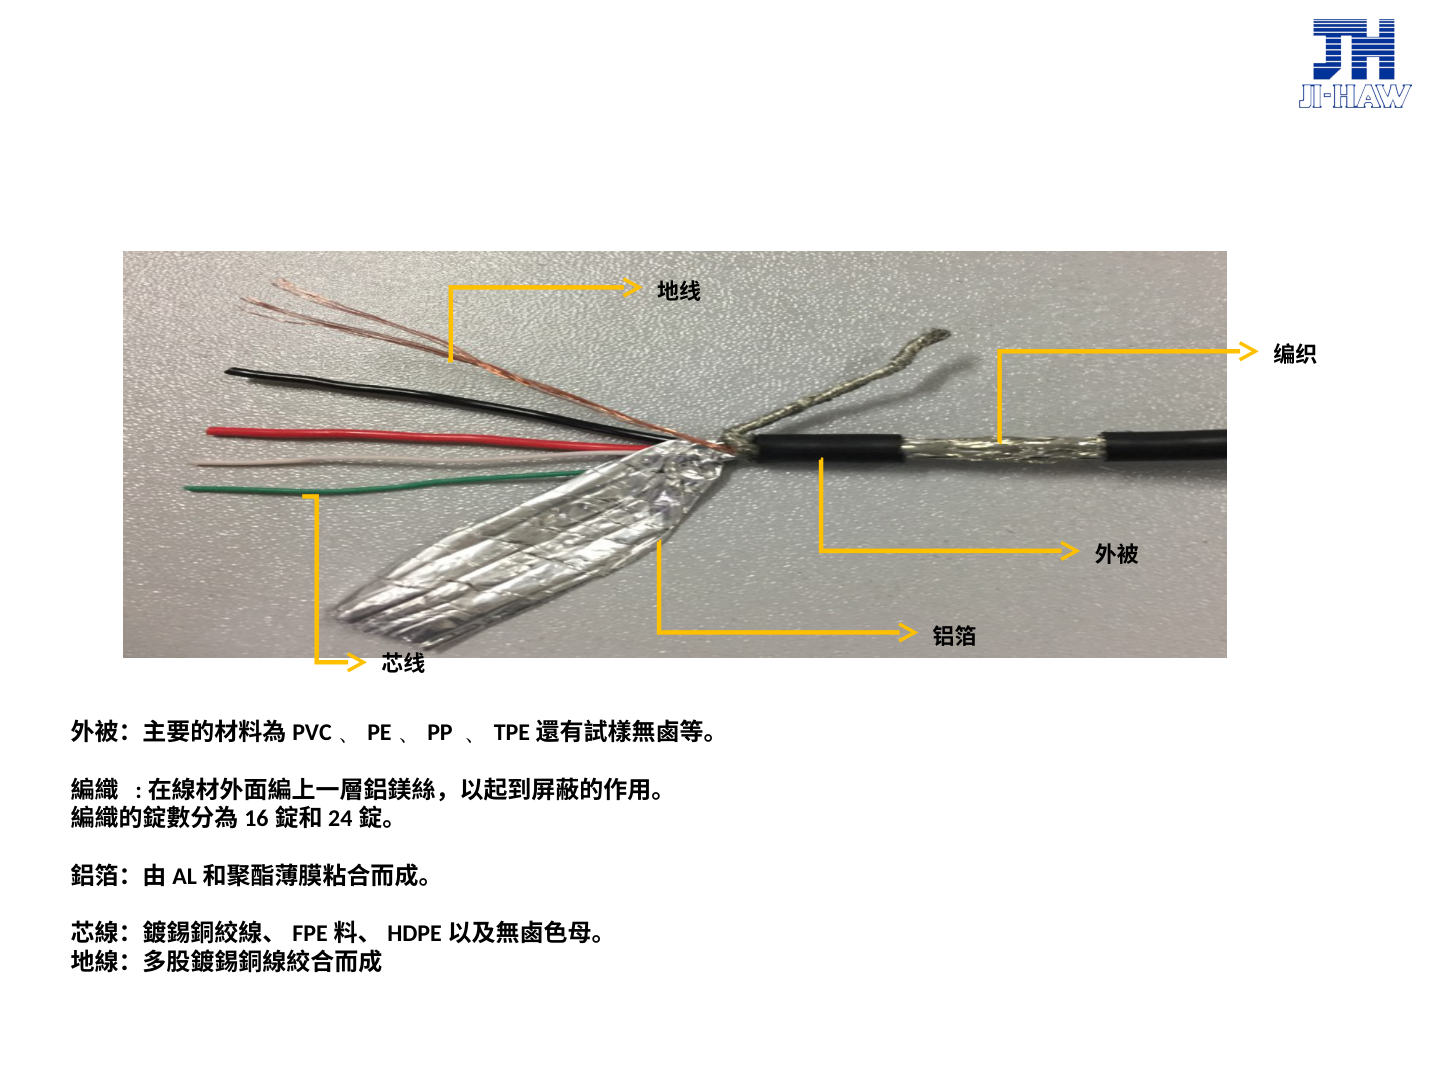 JH
JI-HAW
地线
编织
外被
铝箔
芯线
外被：主要的材料為 PVC 、 PE 、 PP 、 TPE 還有試樣無鹵等。
編織 : 在線材外面編上一層鋁鎂絲，以起到屏蔽的作用。
編織的錠數分為 16 錠和 24 錠。
鋁箔：由 AL 和聚酯薄膜粘合而成。
芯線：鍍錫銅絞線、 FPE 料、 HDPE 以及無鹵色母。
地線：多股鍍錫銅線絞合而成